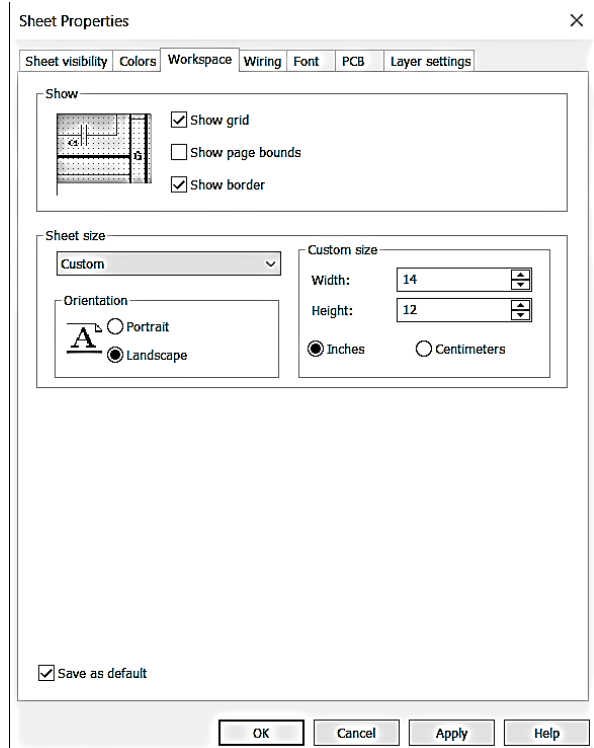 Sheet Properties
Sheet visibility Colors Workspace Wiring Font PCB Layer settings
Show
Show grid
Show page bounds
Show border
Sheet size
Custom
Orientation
A
Portrait
Landscape
Custom size
Width: 14
Height: 12
Inches Centimeters
Save as default
OK Cancel Apply Help